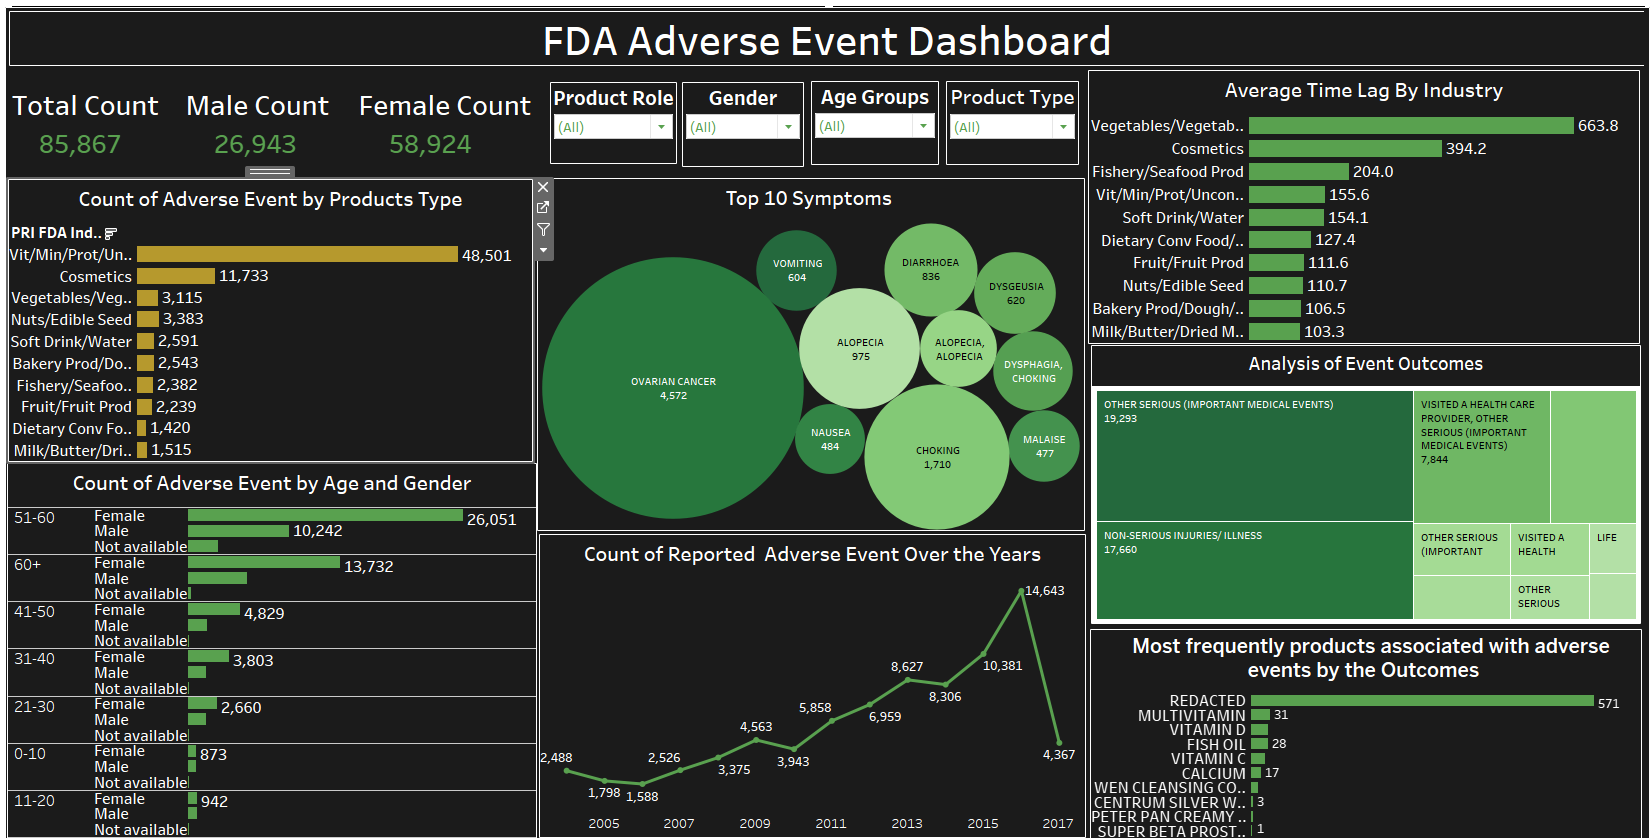 FDA Adverse Event Dashboard
Total Count
85,867
Male Count
26,943
Female Count
58,924
Product Role
(All)
Gender
(All)
Age Groups
(All)
Product Type
(All)
Count of Adverse Event by Products Type
PRI FDA Ind..
Vit/Min/Prot/Un.. 48,501
Cosmetics 11,733
Vegetables/Veg.. 3,115
Nuts/Edible Seed 3,383
Soft Drink/Water 2,591
Bakery Prod/Do.. 2,543
Fishery/Seafoo.. 2,382
Fruit/Fruit Prod 2,239
Dietary Conv Fo.. 1,420
Milk/Butter/Dri.. 1,515
Count of Adverse Event by Age and Gender
51-60 Female 26,051
Male 10,242
Not available
60+ Female 13,732
Male
Not available
41-50 Female 4,829
Male
Not available
31-40 Female 3,803
Male
Not available
21-30 Female 2,660
Male
Not available
0-10 Female 873
Male
Not available
11-20 Female 942
Male
Not available
Top 10 Symptoms
VOMITING
604
DIARRHOEA
836
DYSGEUSIA
620
ALOPECIA
975
ALOPECIA,
ALOPECIA
DYSPHAGIA,
CHOKING
OVARIAN CANCER
4,572
NAUSEA
484
CHOKING
1,710
MALAISE
477
Count of Reported Adverse Event Over the Years
2,488
1,798
1,588
2,526
3,375
4,563
3,943
5,858
6,959
8,627
8,306
10,381
14,643
4,367
2005 2007 2009 2011 2013 2015 2017
Average Time Lag By Industry
Vegetables/Vegetab.. 663.8
Cosmetics 394.2
Fishery/Seafood Prod 204.0
Vit/Min/Prot/Uncon.. 155.6
Soft Drink/Water 154.1
Dietary Conv Food/.. 127.4
Fruit/Fruit Prod 111.6
Nuts/Edible Seed 110.7
Bakery Prod/Dough/.. 106.5
Milk/Butter/Dried M.. 103.3
Analysis of Event Outcomes
OTHER SERIOUS (IMPORTANT MEDICAL EVENTS)
19,293
NON-SERIOUS INJURIES/ ILLNESS
17,660
VISITED A HEALTH CARE
PROVIDER, OTHER
SERIOUS (IMPORTANT
MEDICAL EVENTS)
7,844
OTHER SERIOUS
(IMPORTANT
VISITED A
HEALTH
LIFE
OTHER
SERIOUS
Most frequently products associated with adverse
events by the Outcomes
REDACTED 571
MULTIVITAMIN 31
VITAMIN D
FISH OIL 28
VITAMIN C
CALCIUM 17
WEN CLEANSING CO..
CENTRUM SILVER W.. 3
PETER PAN CREAMY ..
SUPER BETA PROST.. 1